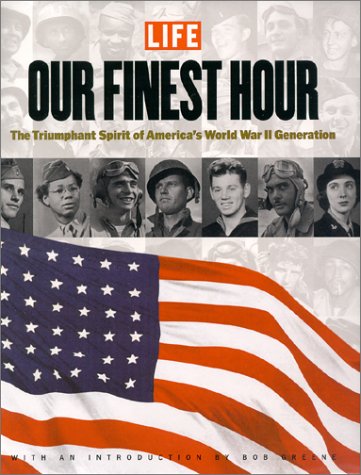 LIFE
OUR FINEST HOUR
The Triumphant Spirit of America's World War II Generation
WITH AN INTRODUCTION BY BOB GREENE